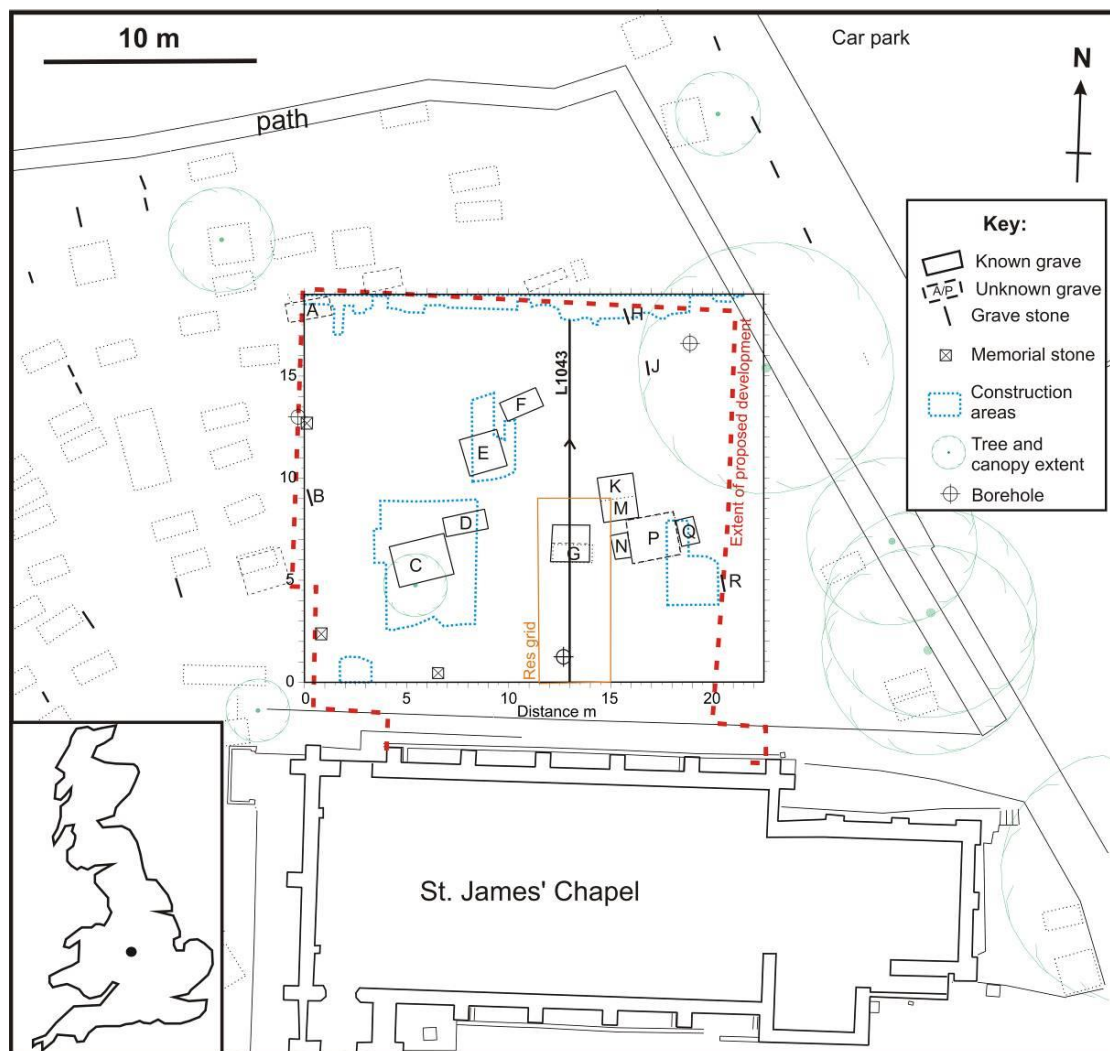 10 m
Car park
N
path
Key:
Known grave
A/P
Unknown grave
Grave stone
Memorial stone
Construction
areas
Tree and
canopy extent
Borehole
A
H
15
L1043
J
Extent of proposed development
F
E
10
B
K
M
D
Q
N
P
G
C
5
R
Res grid
0
0
5
10
15
20
Distance m
St. James' Chapel